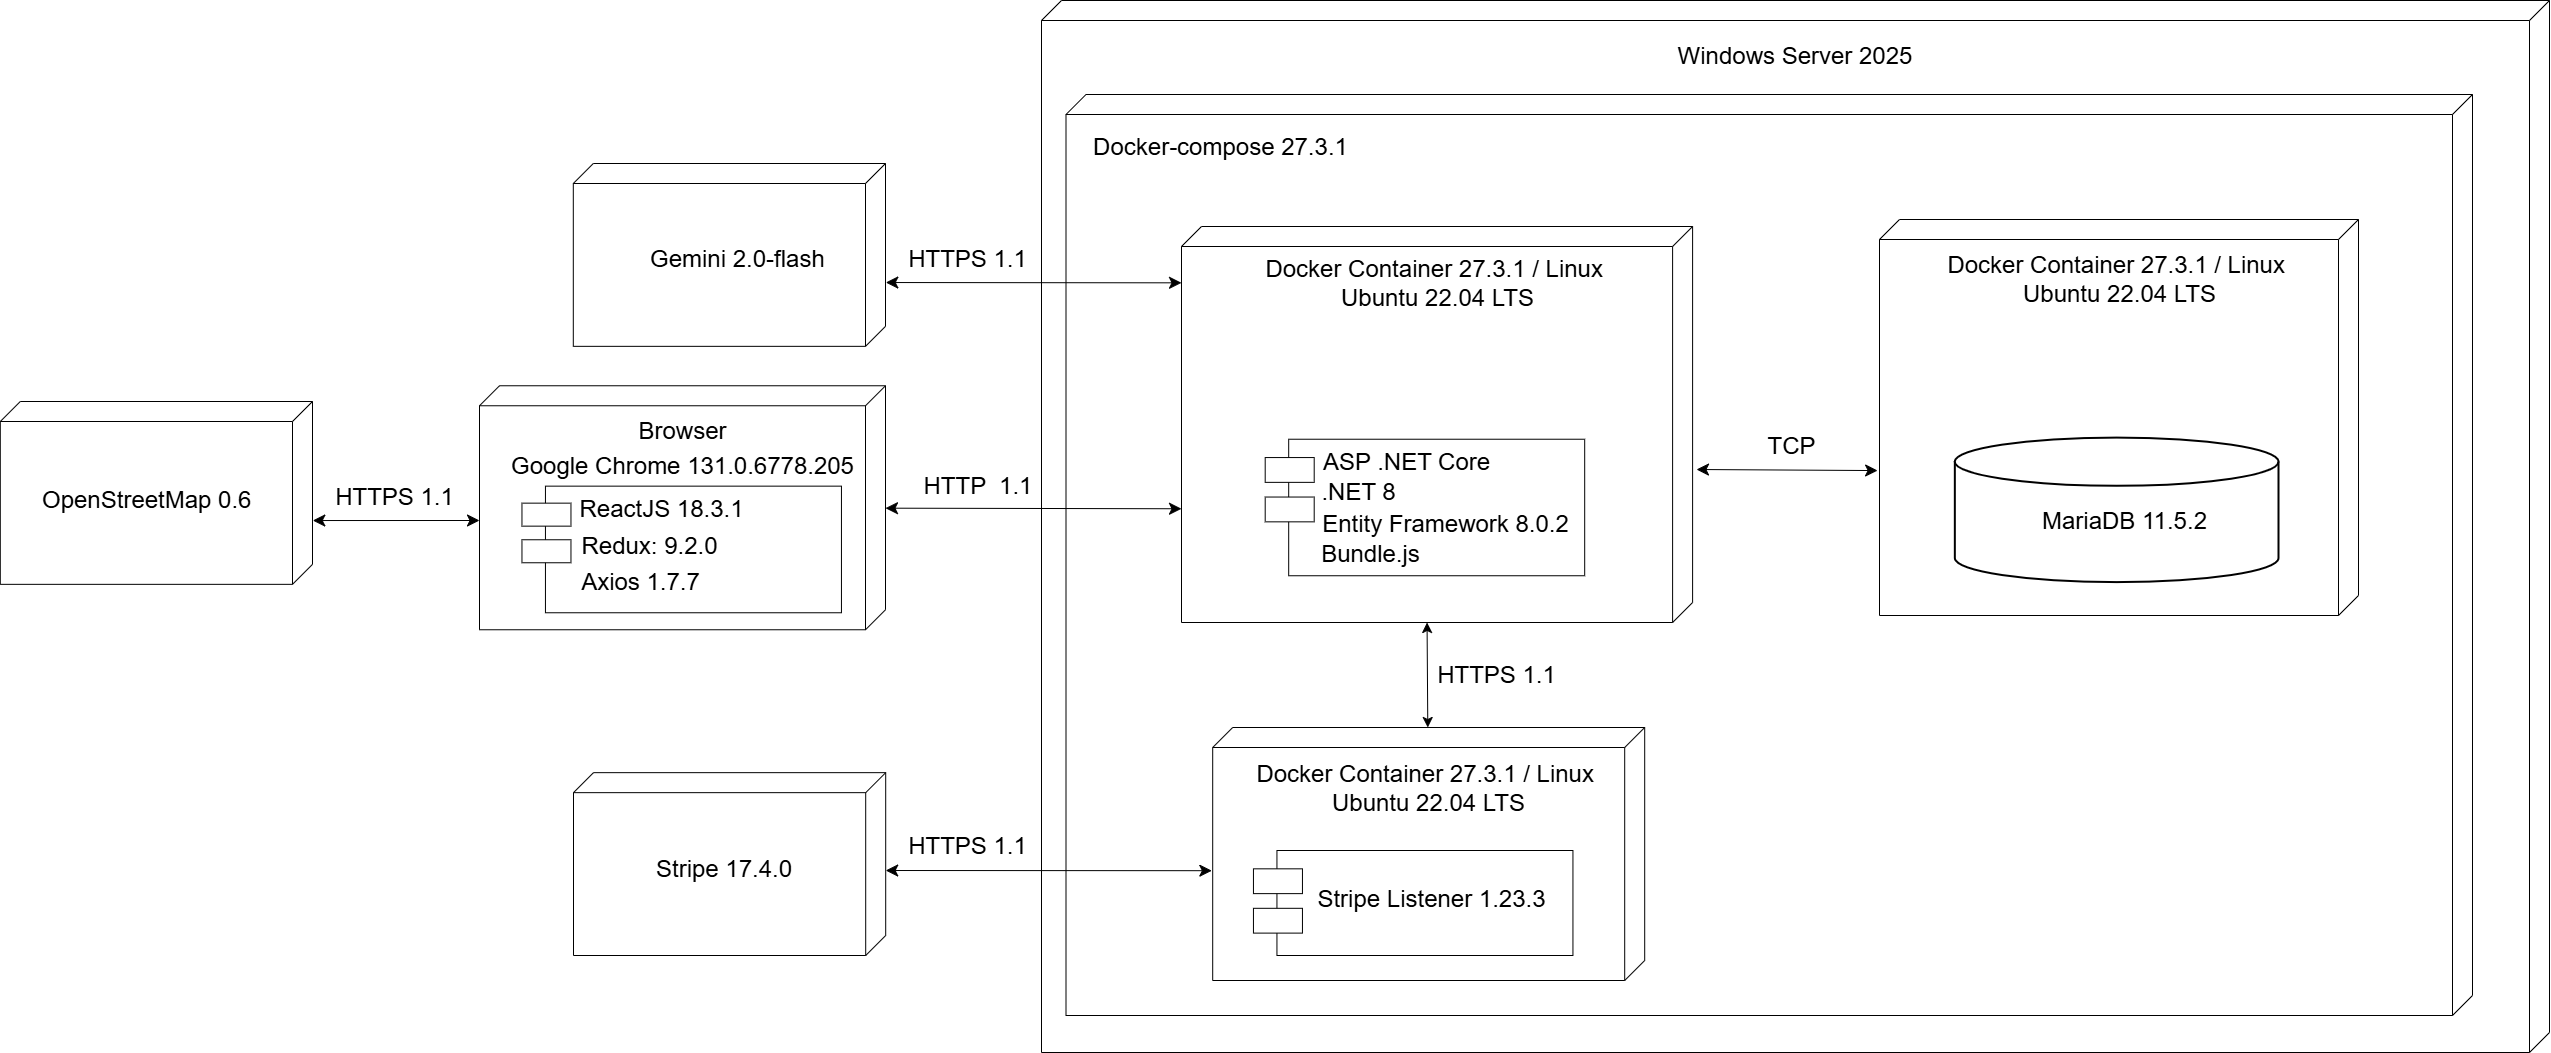 Windows Server 2025
Docker-compose 27.3.1
Gemini 2.0-flash
HTTPS 1.1
Docker Container 27.3.1 / Linux
Ubuntu 22.04 LTS
ASP .NET Core
.NET 8
Entity Framework 8.0.2
Bundle.js
TCP
Docker Container 27.3.1 / Linux
Ubuntu 22.04 LTS
MariaDB 11.5.2
OpenStreetMap 0.6
HTTPS 1.1
Browser
Google Chrome 131.0.6778.205
ReactJS 18.3.1
Redux: 9.2.0
Axios 1.7.7
HTTP  1.1
HTTPS 1.1
Stripe 17.4.0
HTTPS 1.1
Docker Container 27.3.1 / Linux
Ubuntu 22.04 LTS
Stripe Listener 1.23.3